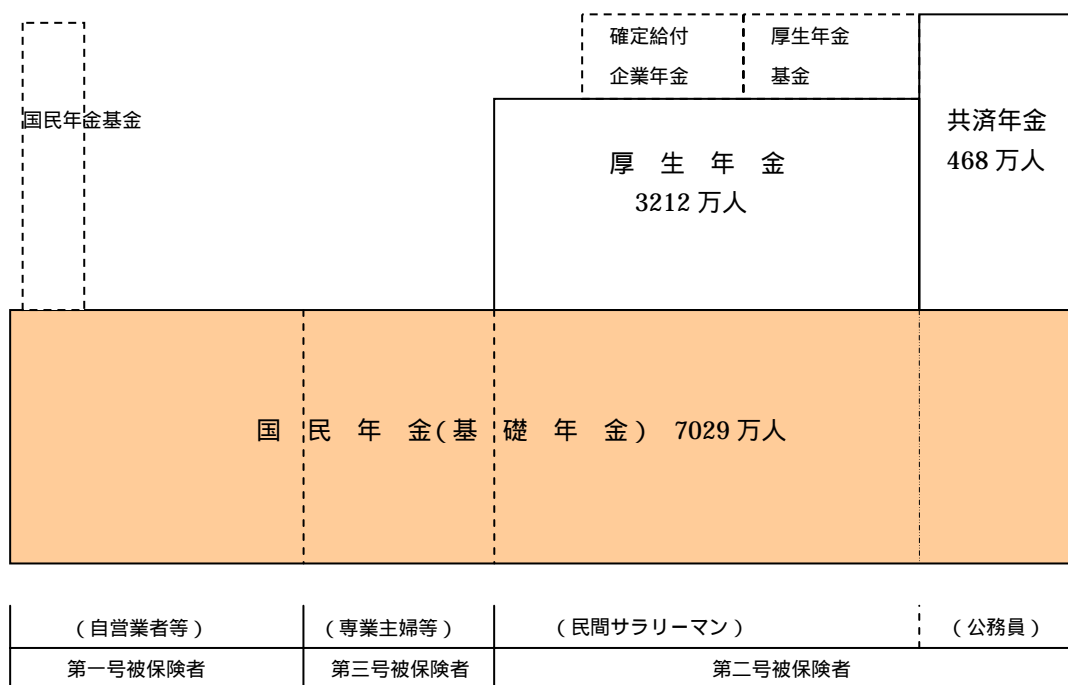 確定給付
企業年金
厚生年金
基金
国民年金基金
共済年金
468 万人
厚 生 年 金
3212 万人
国 民 年 金(基 礎 年 金) 7029 万人
(自営業者等)
(専業主婦等)
(民間サラリーマン)
(公務員)
第一号被保険者
第三号被保険者
第二号被保険者